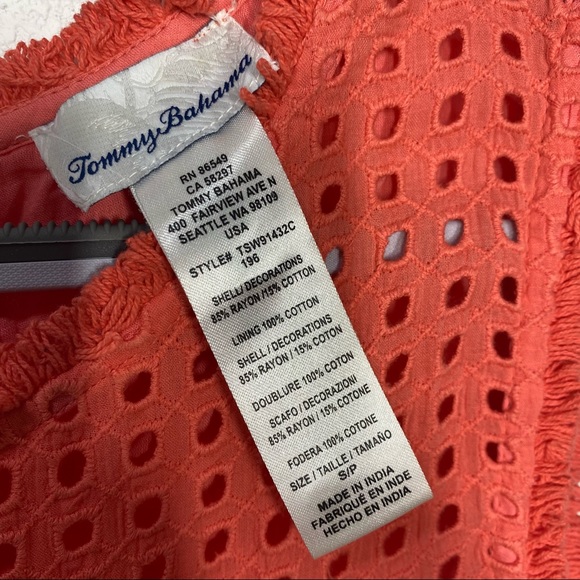 Tommy Bahama
RN 86549
CA 58297
TOMMY BAHAMA
400 FAIRVIEW AVE N
SEATTLE WA 98109
USA
STYLE# TSW91432C
196
SHELL/DECORATIONS
85% RAYON /15% COTTON
LINING 100% COTTON
SHELL / DECORATIONS
85% RAYON / 15% COTON
DOUBLURE 100% COTON
SCAFO / DECORAZIONI
85% RAYON / 15% COTONE
FODERA 100% COTONE
SIZE / TAILLE / TAMAÑO
S/P
MADE IN INDIA
FABRIQUÉ EN INDE
HECHO EN INDIA